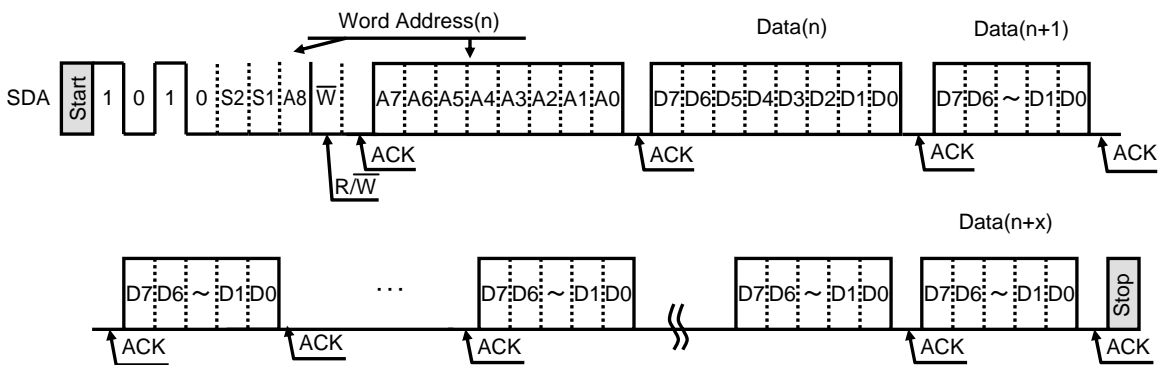 Word Address(n)
Data(n)
Data(n+1)
SDA Start 1 0 1 0 S2 S1 A8 W̅ A7 A6 A5 A4 A3 A2 A1 A0 D7 D6 D5 D4 D3 D2 D1 D0 D7 D6 ~ D1 D0
ACK
ACK
ACK
ACK
R/W̅
Data(n+x)
D7 D6 ~ D1 D0 ... D7 D6 ~ D1 D0 D7 D6 ~ D1 D0 D7 D6 ~ D1 D0 Stop
ACK
ACK
ACK
ACK
ACK